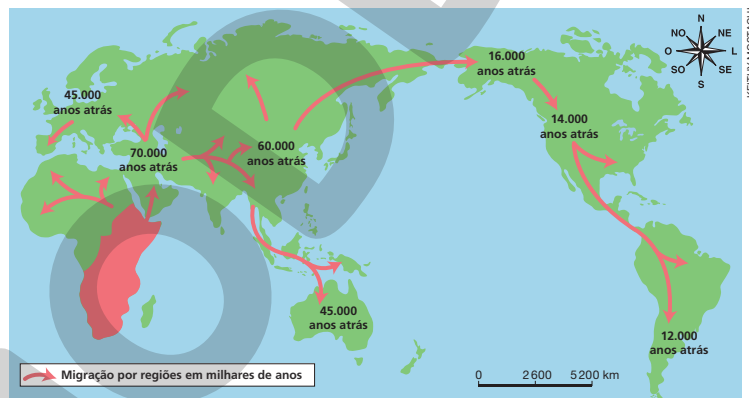 N
NO NE
O L
SO SE
S
16.000
anos atrás
45.000
anos atrás
14.000
anos atrás
70.000
anos atrás
60.000
anos atrás
45.000
anos atrás
12.000
anos atrás
Migração por regiões em milhares de anos
0 2 600 5 200 km